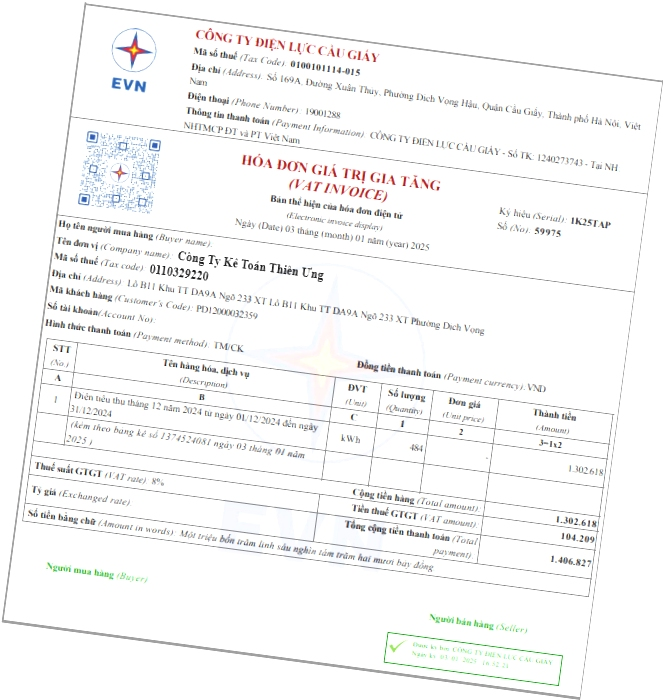 EVN
CÔNG TY ĐIỆN LỰC CẦU GIẤY
Mã số thuế (Tax Code): 0100101114-015
Địa chỉ (Address): Số 169A, Đường Xuân Thuỷ, Phường Dịch Vọng Hậu, Quận Cầu Giấy, Thành phố Hà Nội, Việt
Nam
Điện thoại (Phone Number): 19001288
Thông tin thanh toán (Payment Information): CÔNG TY ĐIỆN LỰC CẦU GIẤY - Số TK: 1240273743 - Tại NH
NHTMCP ĐT và PT Việt Nam
HÓA ĐƠN GIÁ TRỊ GIA TĂNG
(VAT INVOICE)
Bản thể hiện của hóa đơn điện tử
(Electronic invoice display)
Ngày (Date) 03 tháng (month) 01 năm (year) 2025
Ký hiệu (Serial): 1K25TAP
Số (No): 59975
Họ tên người mua hàng (Buyer name):
Tên đơn vị (Company name): Công Ty Kế Toán Thiên Ưng
Mã số thuế (Tax code): 0110329220
Địa chỉ (Address): Lô B11 Khu TT DA9A Ngõ 233 XT Lô B11 Khu TT DA9A Ngõ 233 XT Phường Dịch Vọng
Mã khách hàng (Customer's Code): PD12000032359
Số tài khoản(Account No):
Hình thức thanh toán (Payment method): TM/CK
Đồng tiền thanh toán (Payment currency): VND
STT
(No.)
Tên hàng hóa, dịch vụ
(Description)
ĐVT
(Unit)
Số lượng
(Quantity)
Đơn giá
(Unit price)
Thành tiền
(Amount)
A
B
C
1
2
3=1x2
1
Điện tiêu thụ tháng 12 năm 2024 từ ngày 01/12/2024 đến ngày
31/12/2024
kWh
484
1.302.618
(kèm theo bảng kê số 1374524081 ngày 03 tháng 01 năm
2025 )
Cộng tiền hàng (Total amount):
1.302.618
Thuế suất GTGT (VAT rate): 8%
Tiền thuế GTGT (VAT amount):
104.209
Tỷ giá (Exchanged rate):
Tổng cộng tiền thanh toán (Total
payment):
1.406.827
Số tiền bằng chữ (Amount in words): Một triệu bốn trăm linh sáu nghìn tám trăm hai mươi bảy đồng
Người mua hàng (Buyer)
Người bán hàng (Seller)
Được ký bởi: CÔNG TY ĐIỆN LỰC CẦU GIẤY